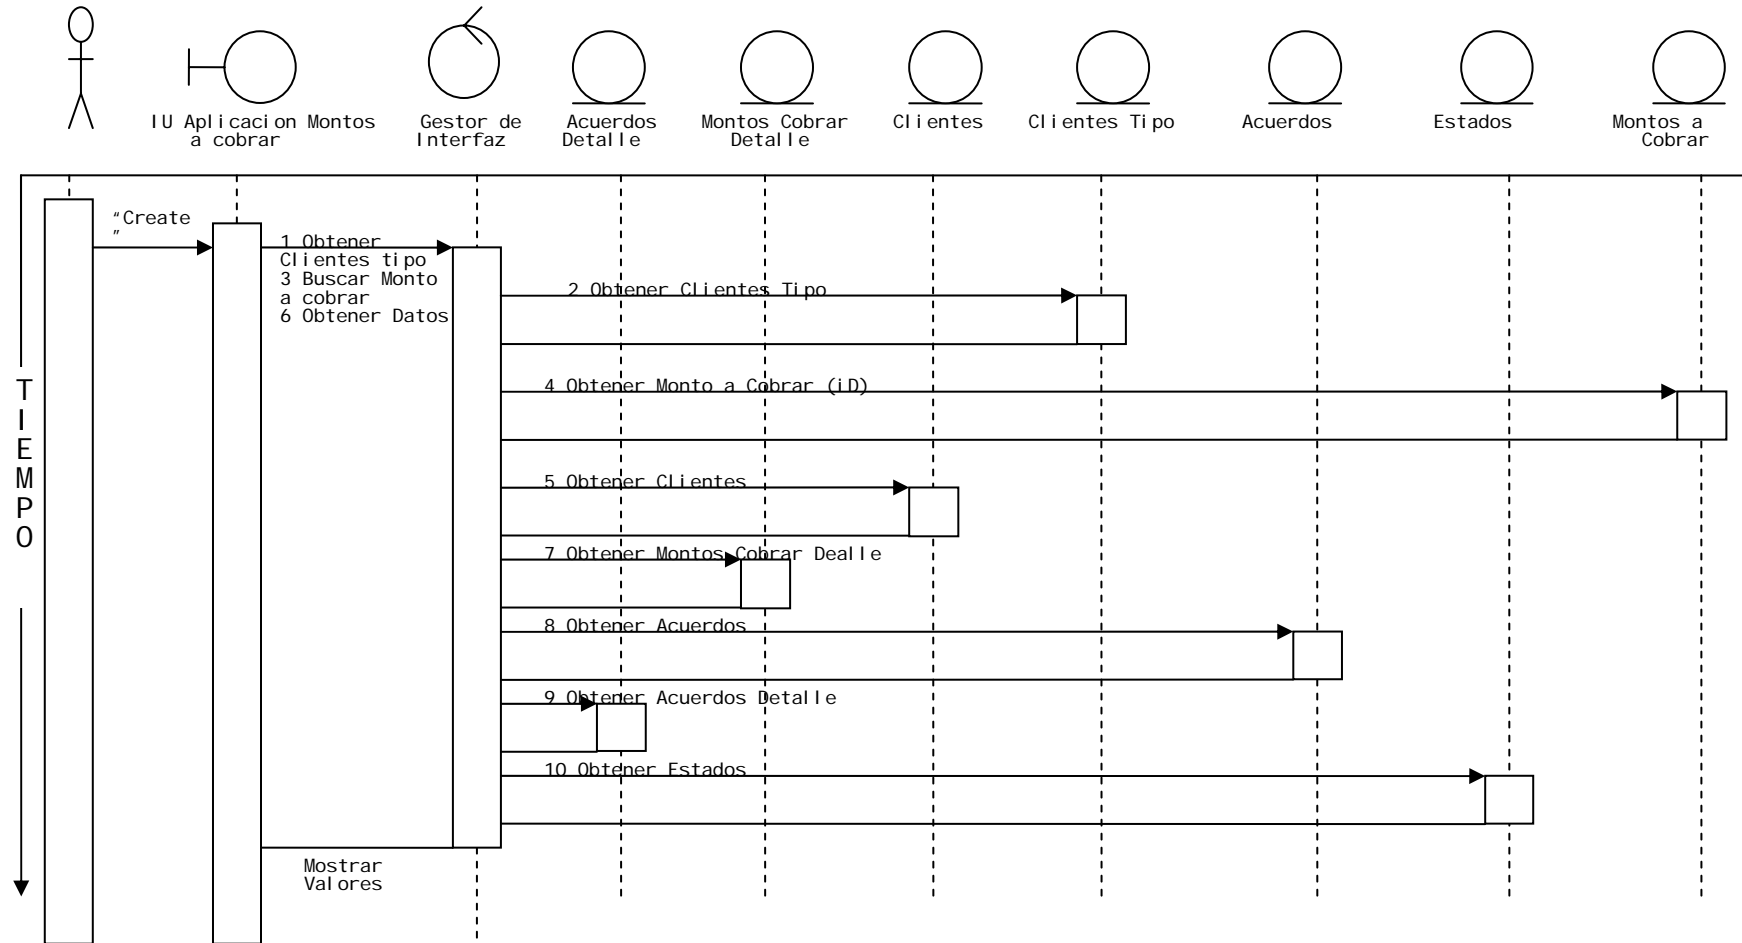 IU Aplicacion Montos
a cobrar
Gestor de
Interfaz
Acuerdos
Detalle
Montos Cobrar
Detalle
Clientes
Clientes Tipo
Acuerdos
Estados
Montos a
Cobrar
“Create
”
1 Obtener
Clientes tipo
3 Buscar Monto
a cobrar
6 Obtener Datos
2 Obtener Clientes Tipo
4 Obtener Monto a Cobrar (iD)
5 Obtener Clientes
7 Obtener Montos Cobrar Dealle
8 Obtener Acuerdos
9 Obtener Acuerdos Detalle
10 Obtener Estados
Mostrar
Valores
TIEMPO